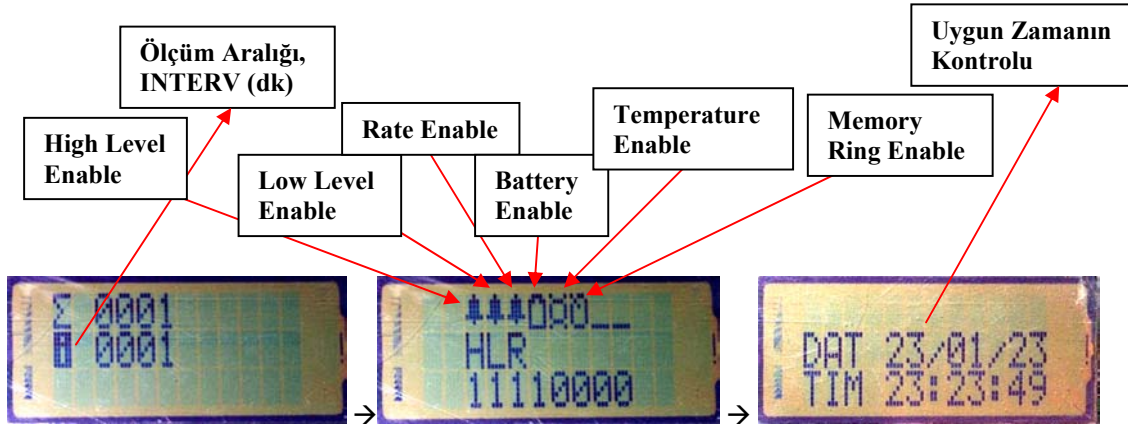 Ölçüm Aralığı,
INTERV (dk)
Uygun Zamanın
Kontrolu
High Level
Enable
Rate Enable
Temperature
Enable
Memory
Ring Enable
Low Level
Enable
Battery
Enable
Σ 0001
0001
HLR
11110000
DAT 23/01/23
TIM 23:23:49